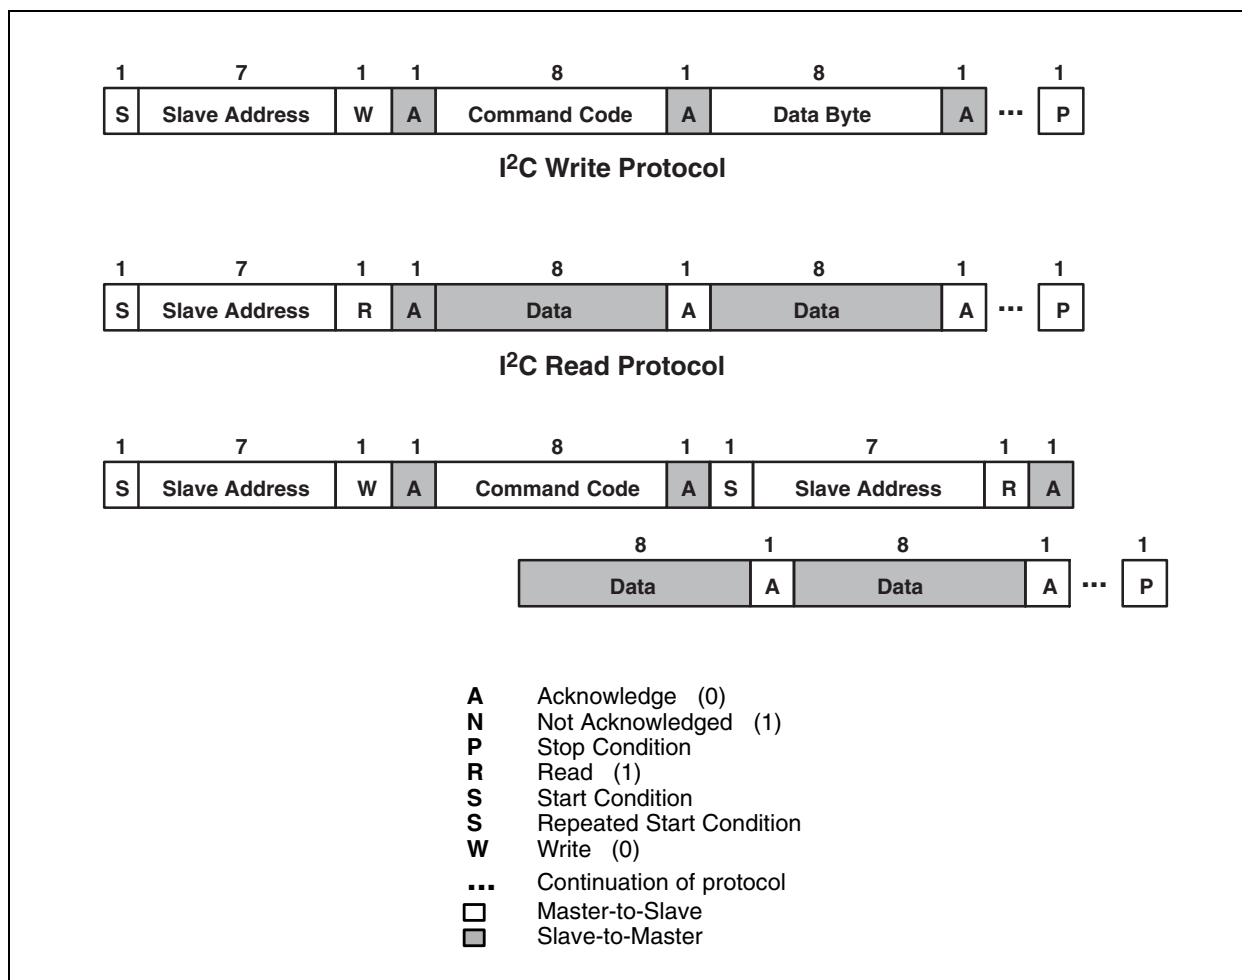 1 7 1 1 8 1 8 1 1
S Slave Address W A Command Code A Data Byte A ... P
I2C Write Protocol
1 7 1 1 8 1 8 1 1
S Slave Address R A Data A Data A ... P
I2C Read Protocol
1 7 1 1 8 1 1 7 1 1
S Slave Address W A Command Code A S Slave Address R A
8 1 8 1 1
Data A Data A ... P
A Acknowledge (0)
N Not Acknowledged (1)
P Stop Condition
R Read (1)
S Start Condition
S Repeated Start Condition
W Write (0)
... Continuation of protocol
Master-to-Slave
Slave-to-Master